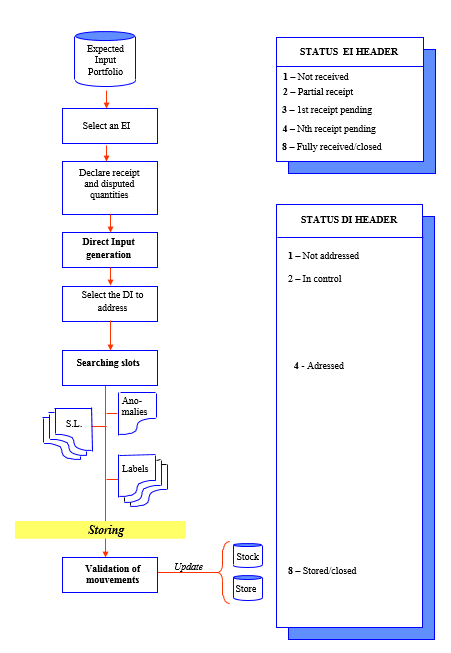 Expected
Input
Portfolio
Select an EI
Declare receipt
and disputed
quantities
Direct Input
generation
Select the DI to
address
Searching slots
Ano-
malies
S.L.
Labels
Storing
Validation of
mouvements
Update
Stock
Store
STATUS EI HEADER
1 – Not received
2 – Partial receipt
3 – 1st receipt pending
4 – Nth receipt pending
8 – Fully received/closed
STATUS DI HEADER
1 – Not addressed
2 – In control
4 - Adressed
8 – Stored/closed